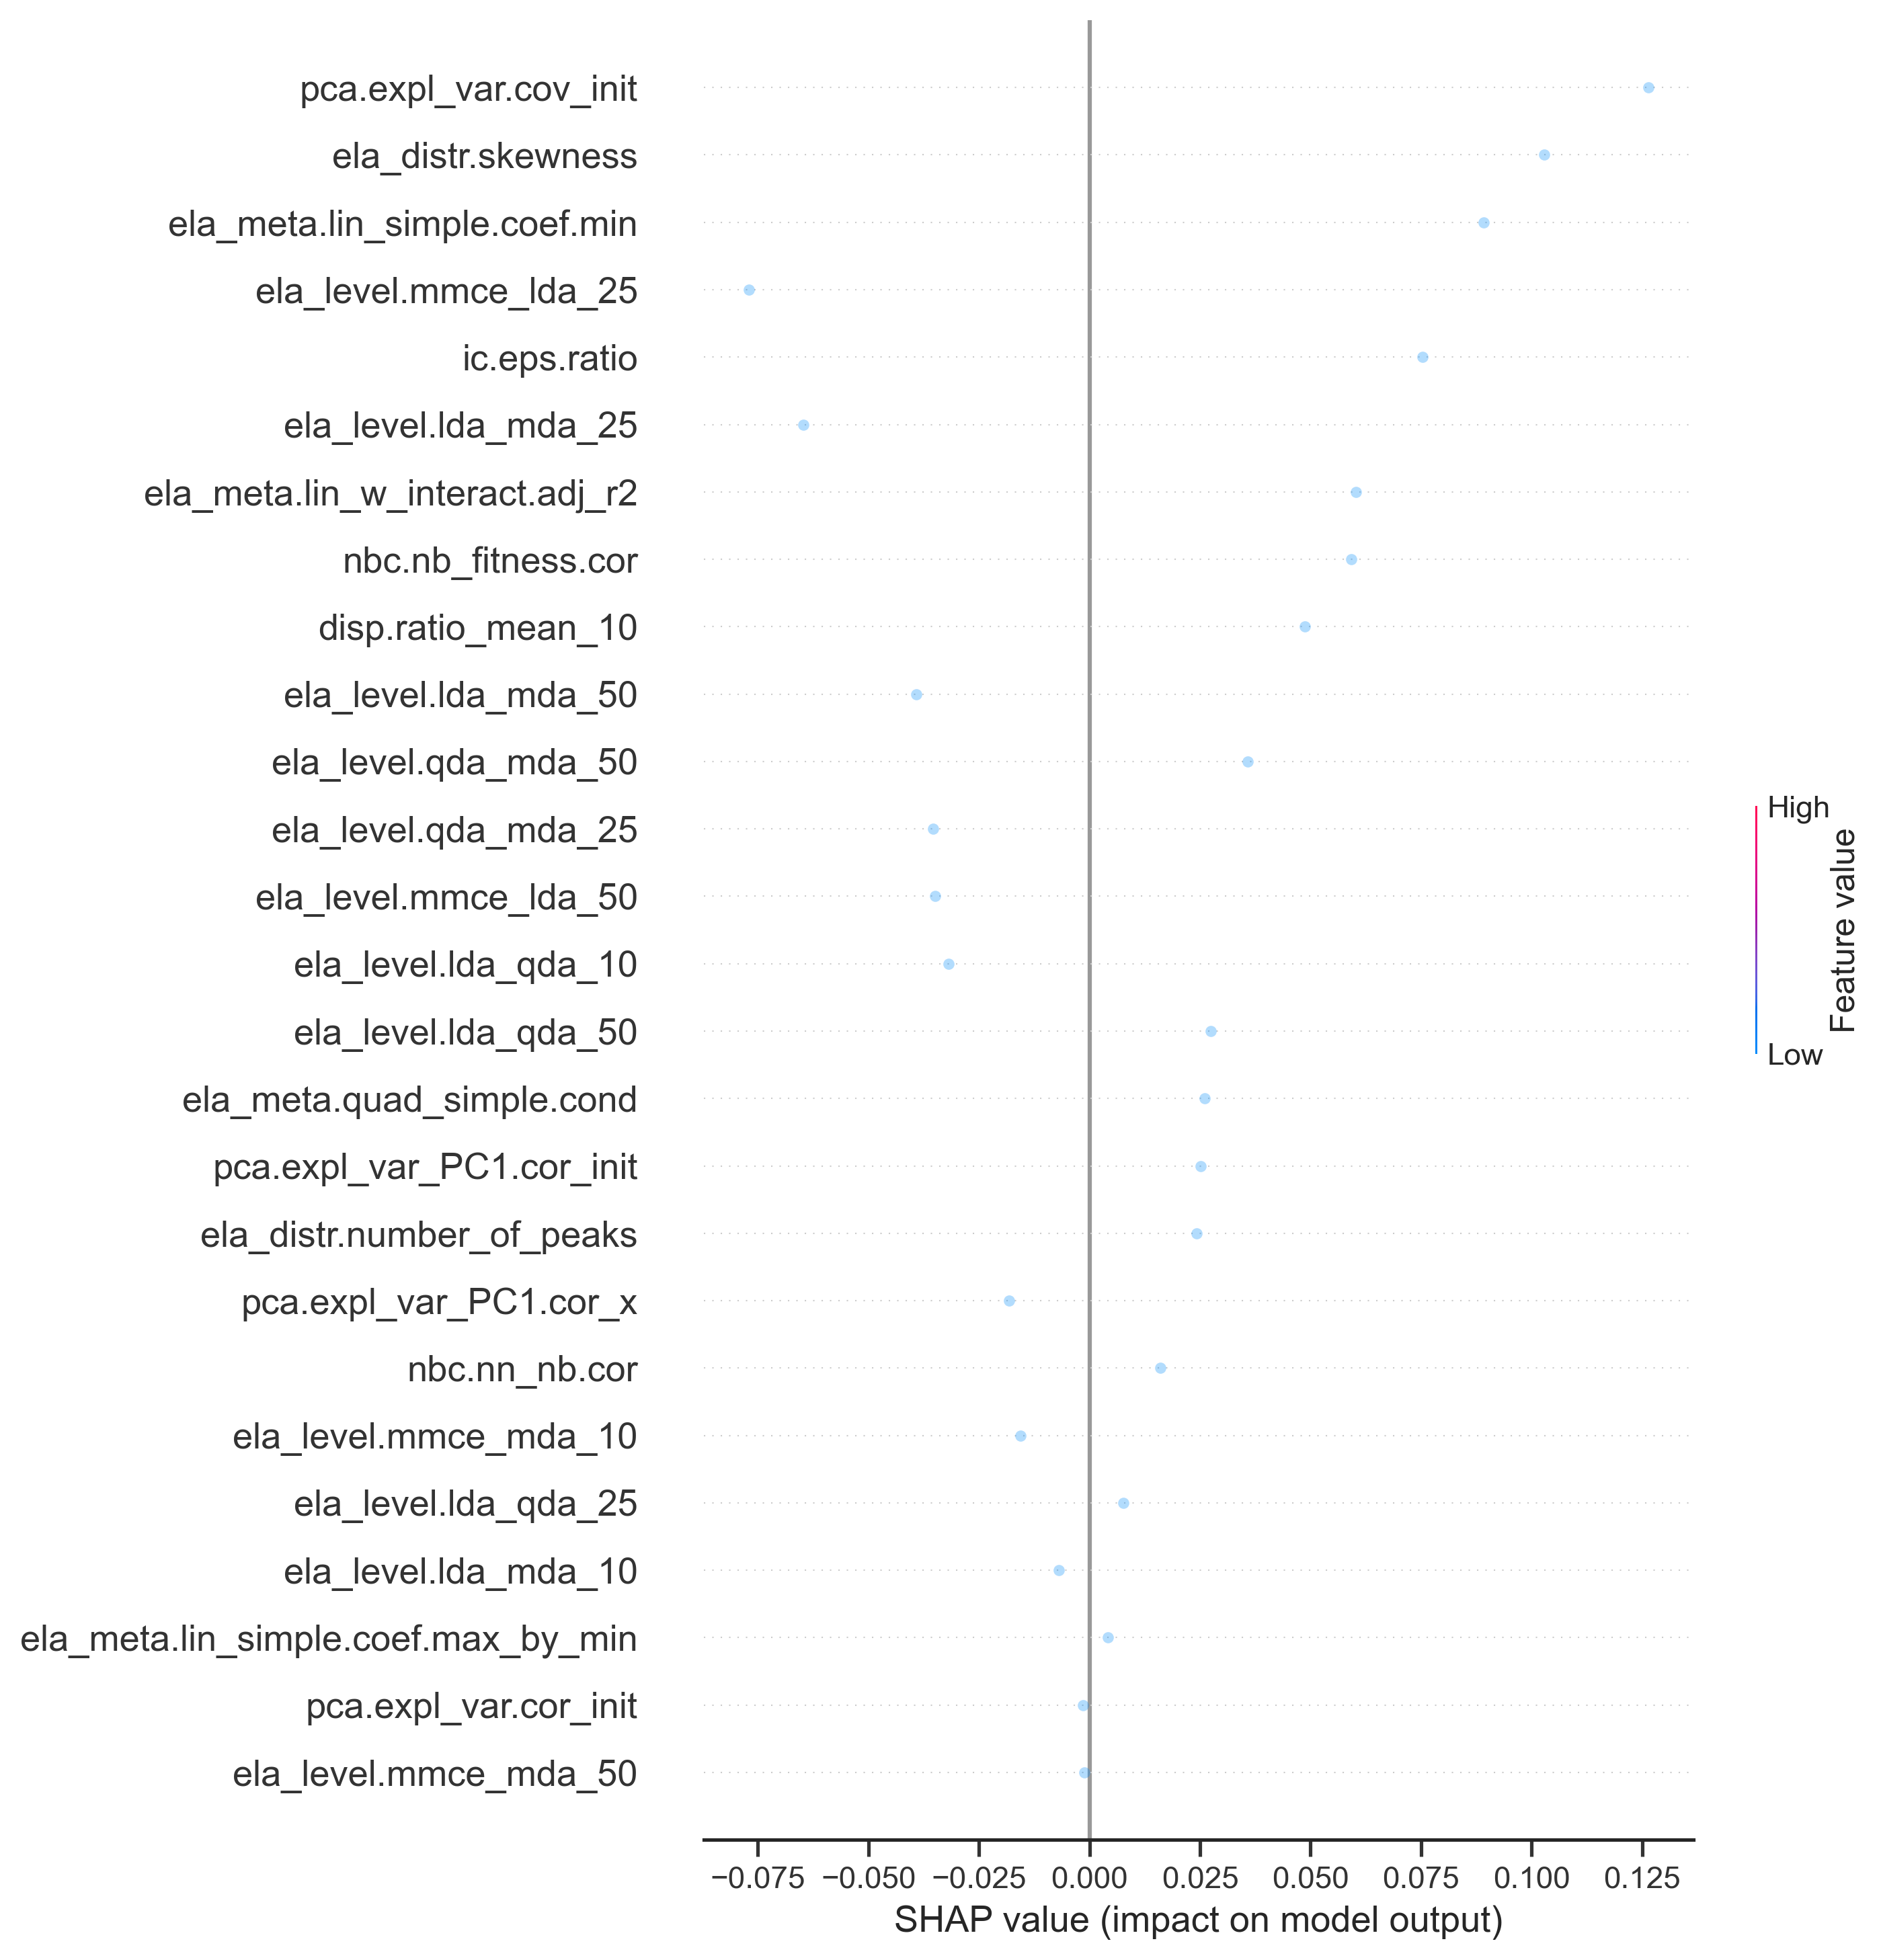 pca.expl_var.cov_init
ela_distr.skewness
ela_meta.lin_simple.coef.min
ela_level.mmce_lda_25
ic.eps.ratio
ela_level.lda_mda_25
ela_meta.lin_w_interact.adj_r2
nbc.nb_fitness.cor
disp.ratio_mean_10
ela_level.lda_mda_50
ela_level.qda_mda_50
ela_level.qda_mda_25
ela_level.mmce_lda_50
ela_level.lda_qda_10
ela_level.lda_qda_50
ela_meta.quad_simple.cond
pca.expl_var_PC1.cor_init
ela_distr.number_of_peaks
pca.expl_var_PC1.cor_x
nbc.nn_nb.cor
ela_level.mmce_mda_10
ela_level.lda_qda_25
ela_level.lda_mda_10
ela_meta.lin_simple.coef.max_by_min
pca.expl_var.cor_init
ela_level.mmce_mda_50
−0.075 −0.050 −0.025 0.000 0.025 0.050 0.075 0.100 0.125
SHAP value (impact on model output)
High
Feature value
Low